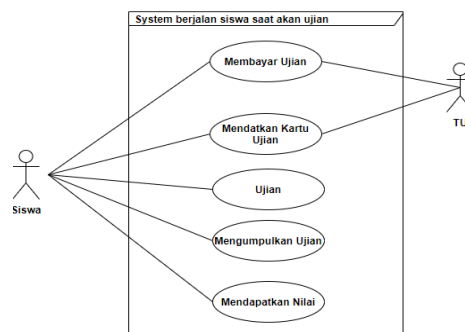 System berjalan siswa saat akan ujian
Membayar Ujian
TU
Mendatkan Kartu
Ujian
Ujian
Siswa
Mengumpulkan Ujian
Mendapatkan Nilai